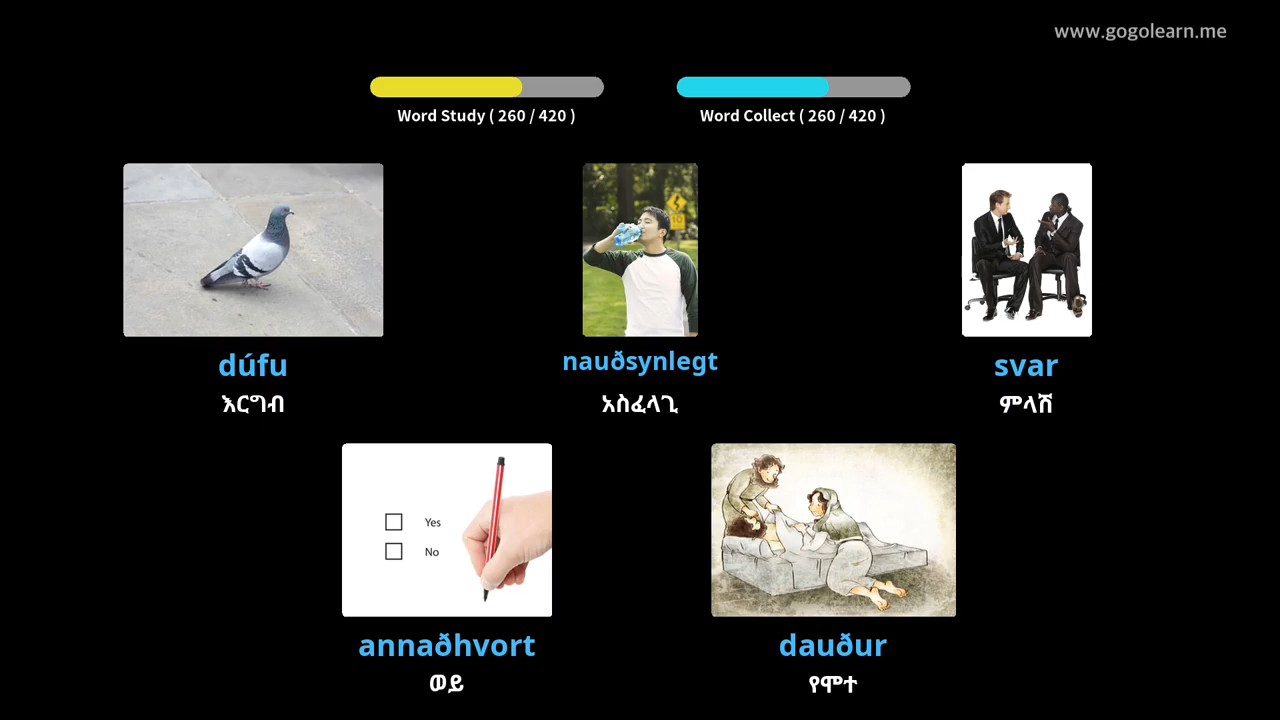 www.gogolearn.me
Word Study ( 260 / 420 )
Word Collect ( 260 / 420 )
dúfu
እርግብ
nauðsynlegt
አስፈላጊ
svar
ምላሽ
Yes
No
annaðhvort
ወይ
dauður
የሞተ